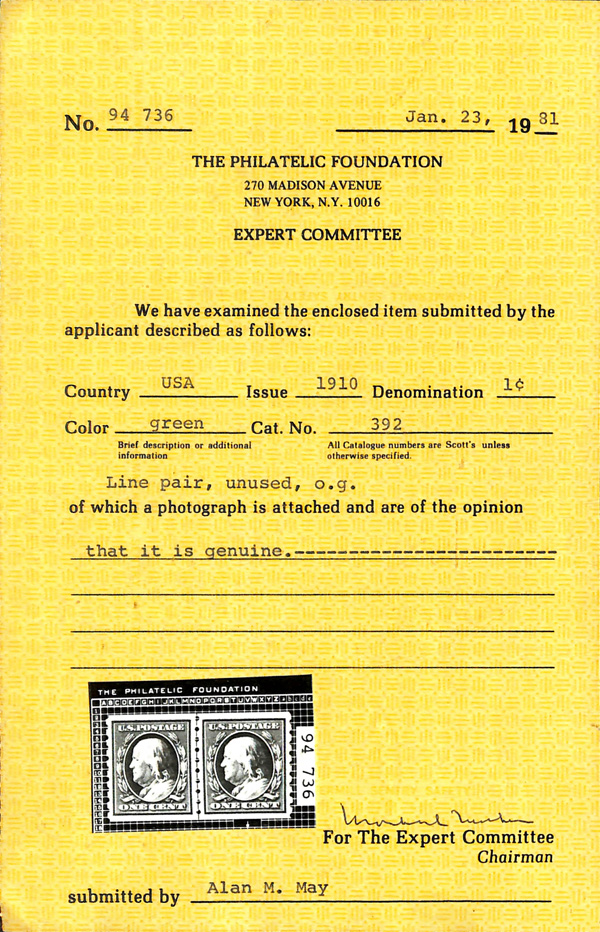 No. 94 736 Jan. 23, 19 81
THE PHILATELIC FOUNDATION
270 MADISON AVENUE
NEW YORK, N.Y. 10016
EXPERT COMMITTEE
We have examined the enclosed item submitted by the
applicant described as follows:
Country USA Issue 1910 Denomination 1¢
Color green Cat. No. 392
Brief description or additional information
All Catalogue numbers are Scott's unless otherwise specified.
Line pair, unused, o.g.
of which a photograph is attached and are of the opinion
that it is genuine.-------------------------
THE PHILATELIC FOUNDATION
ABCDEFGHIJKLMNOPQRSTUVWXYZabcde
U.S.POSTAGE U.S.POSTAGE
ONE CENT ONE CENT
94 736
For The Expert Committee
Chairman
submitted by Alan M. May